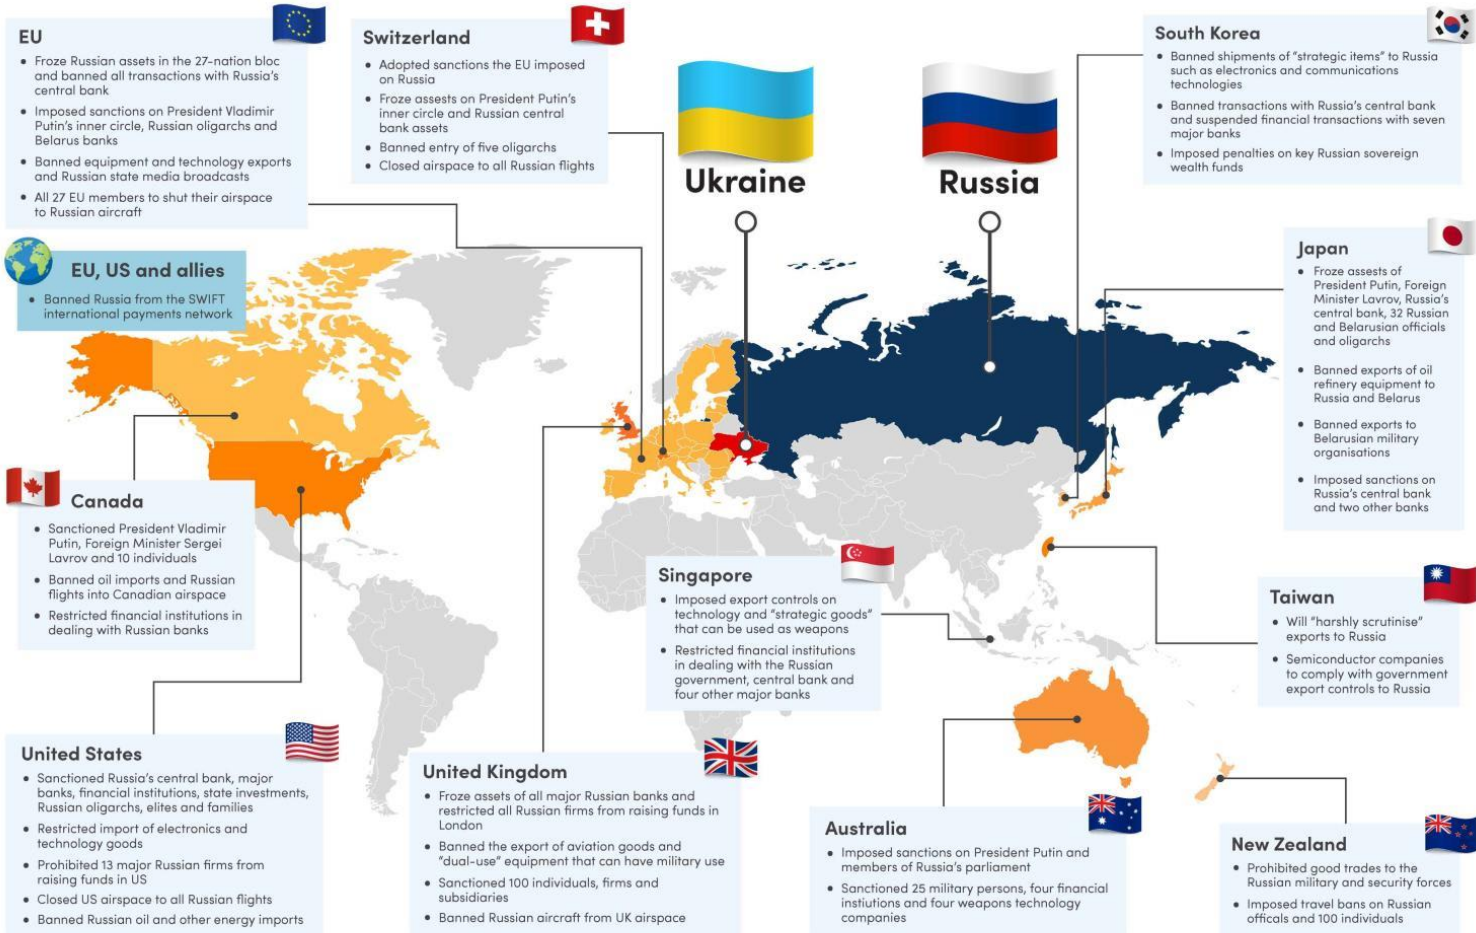 EU
• Froze Russian assets in the 27-nation bloc
and banned all transactions with Russia's
central bank
• Imposed sanctions on President Vladimir
Putin's inner circle, Russian oligarchs and
Belarus banks
• Banned equipment and technology exports
and Russian state media broadcasts
• All 27 EU members to shut their airspace
to Russian aircraft
Switzerland
• Adopted sanctions the EU imposed
on Russia
• Froze assests on President Putin's
inner circle and Russian central
bank assets
• Banned entry of five oligarchs
• Closed airspace to all Russian flights
Ukraine
Russia
South Korea
• Banned shipments of "strategic items" to Russia
such as electronics and communications
technologies
• Banned transactions with Russia's central bank
and suspended financial transactions with seven
major banks
• Imposed penalties on key Russian sovereign
wealth funds
EU, US and allies
• Banned Russia from the SWIFT
international payments network
Japan
• Froze assests of
President Putin, Foreign
Minister Lavrov, Russia's
central bank, 32 Russian
and Belarusian officials
and oligarchs
• Banned exports of oil
refinery equipment to
Russia and Belarus
• Banned exports to
Belarusian military
organisations
• Imposed sanctions on
Russia's central bank
and two other banks
Canada
• Sanctioned President Vladimir
Putin, Foreign Minister Sergei
Lavrov and 10 individuals
• Banned oil imports and Russian
flights into Canadian airspace
• Restricted financial institutions in
dealing with Russian banks
Singapore
• Imposed export controls on
technology and "strategic goods"
that can be used as weapons
• Restricted financial institutions
in dealing with the Russian
government, central bank and
four other major banks
Taiwan
• Will "harshly scrutinise"
exports to Russia
• Semiconductor companies
to comply with government
export controls to Russia
United States
• Sanctioned Russia's central bank, major
banks, financial institutions, state investments,
Russian oligarchs, elites and families
• Restricted import of electronics and
technology goods
• Prohibited 13 major Russian firms from
raising funds in US
• Closed US airspace to all Russian flights
• Banned Russian oil and other energy imports
United Kingdom
• Froze assets of all major Russian banks and
restricted all Russian firms from raising funds in
London
• Banned the export of aviation goods and
"dual-use" equipment that can have military use
• Sanctioned 100 individuals, firms and
subsidiaries
• Banned Russian aircraft from UK airspace
Australia
• Imposed sanctions on President Putin and
members of Russia's parliament
• Sanctioned 25 military persons, four financial
instiutions and four weapons technology
companies
New Zealand
• Prohibited good trades to the
Russian military and security forces
• Imposed travel bans on Russian
officals and 100 individuals